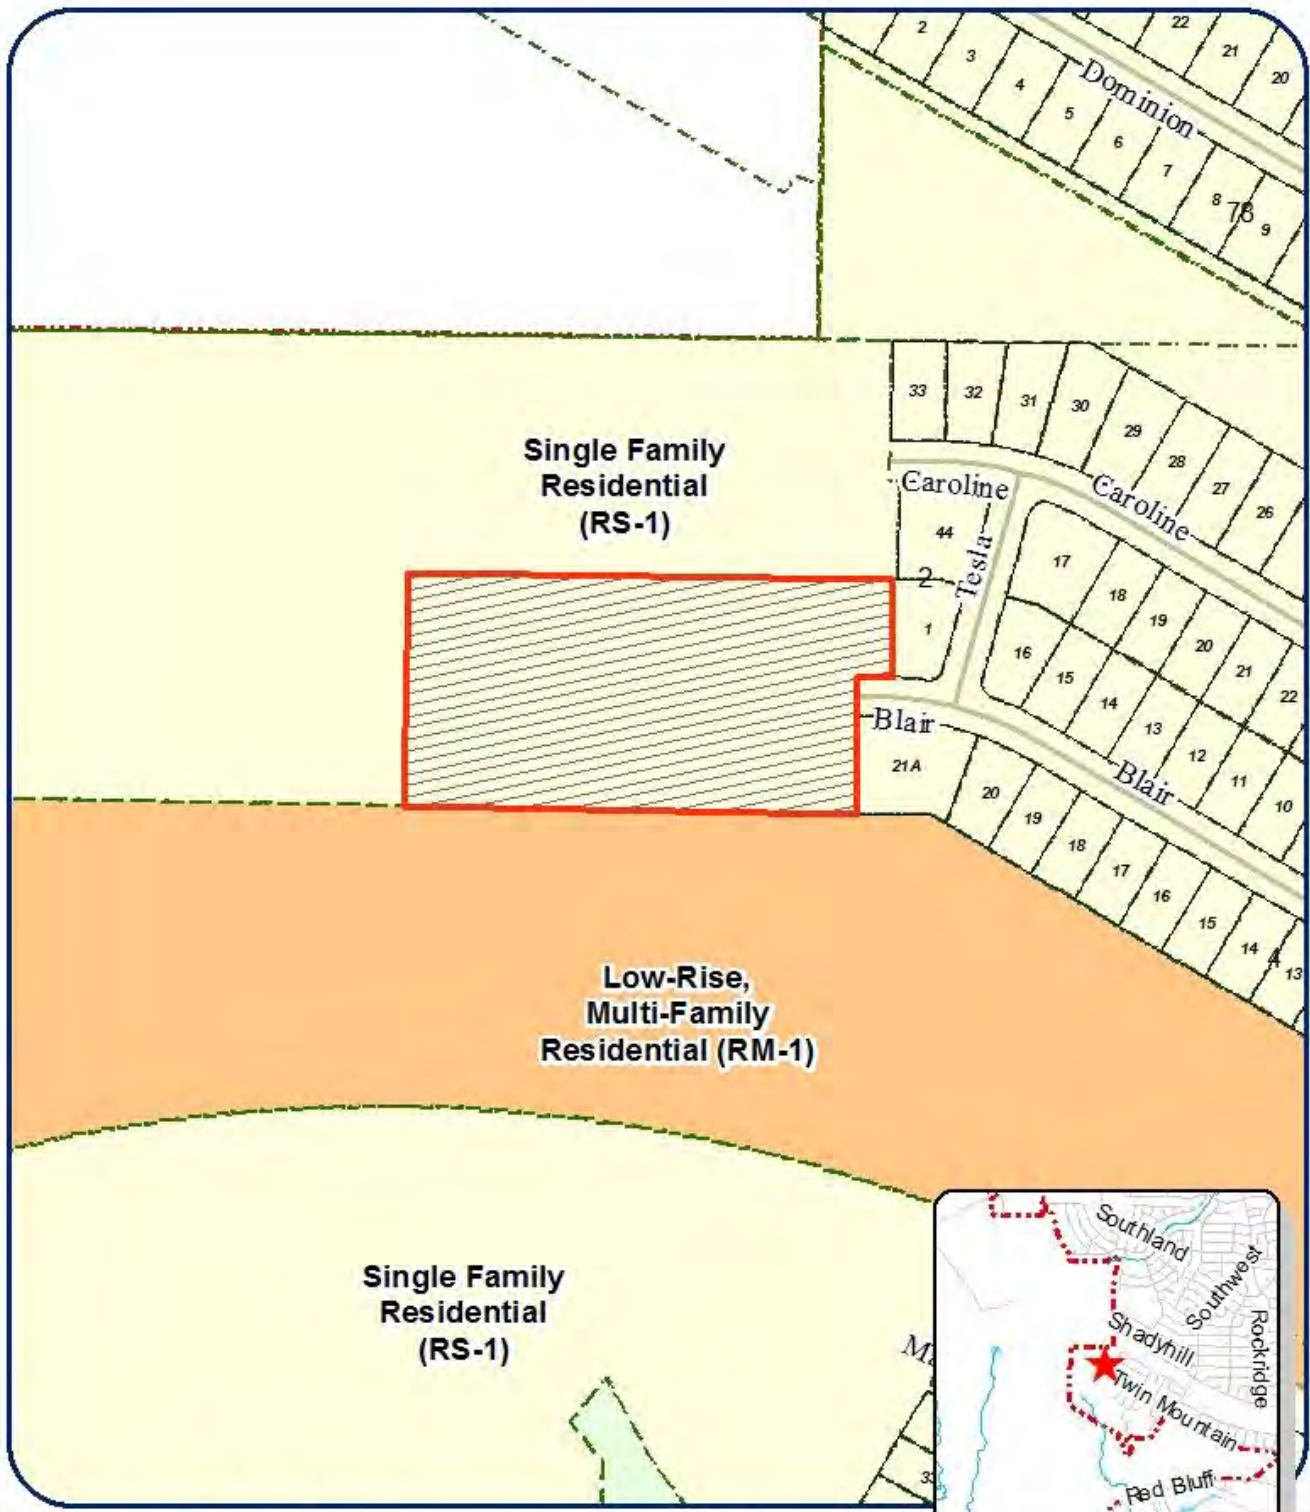 22
2
21
3
20
4
Dominion
5
6
7
8
78
9
33
32
31
30
29
28
27
26
Single Family
Residential
(RS-1)
Caroline
Caroline
44
Tesla
2
1
17
18
19
20
21
22
16
15
14
13
12
11
10
Blair
Blair
21A
20
19
18
17
16
15
14
4
13
Low-Rise,
Multi-Family
Residential (RM-1)
Single Family
Residential
(RS-1)
Southland
Southwest
Shadyhill
Rockridge
Twin Mountain
Red Bluff